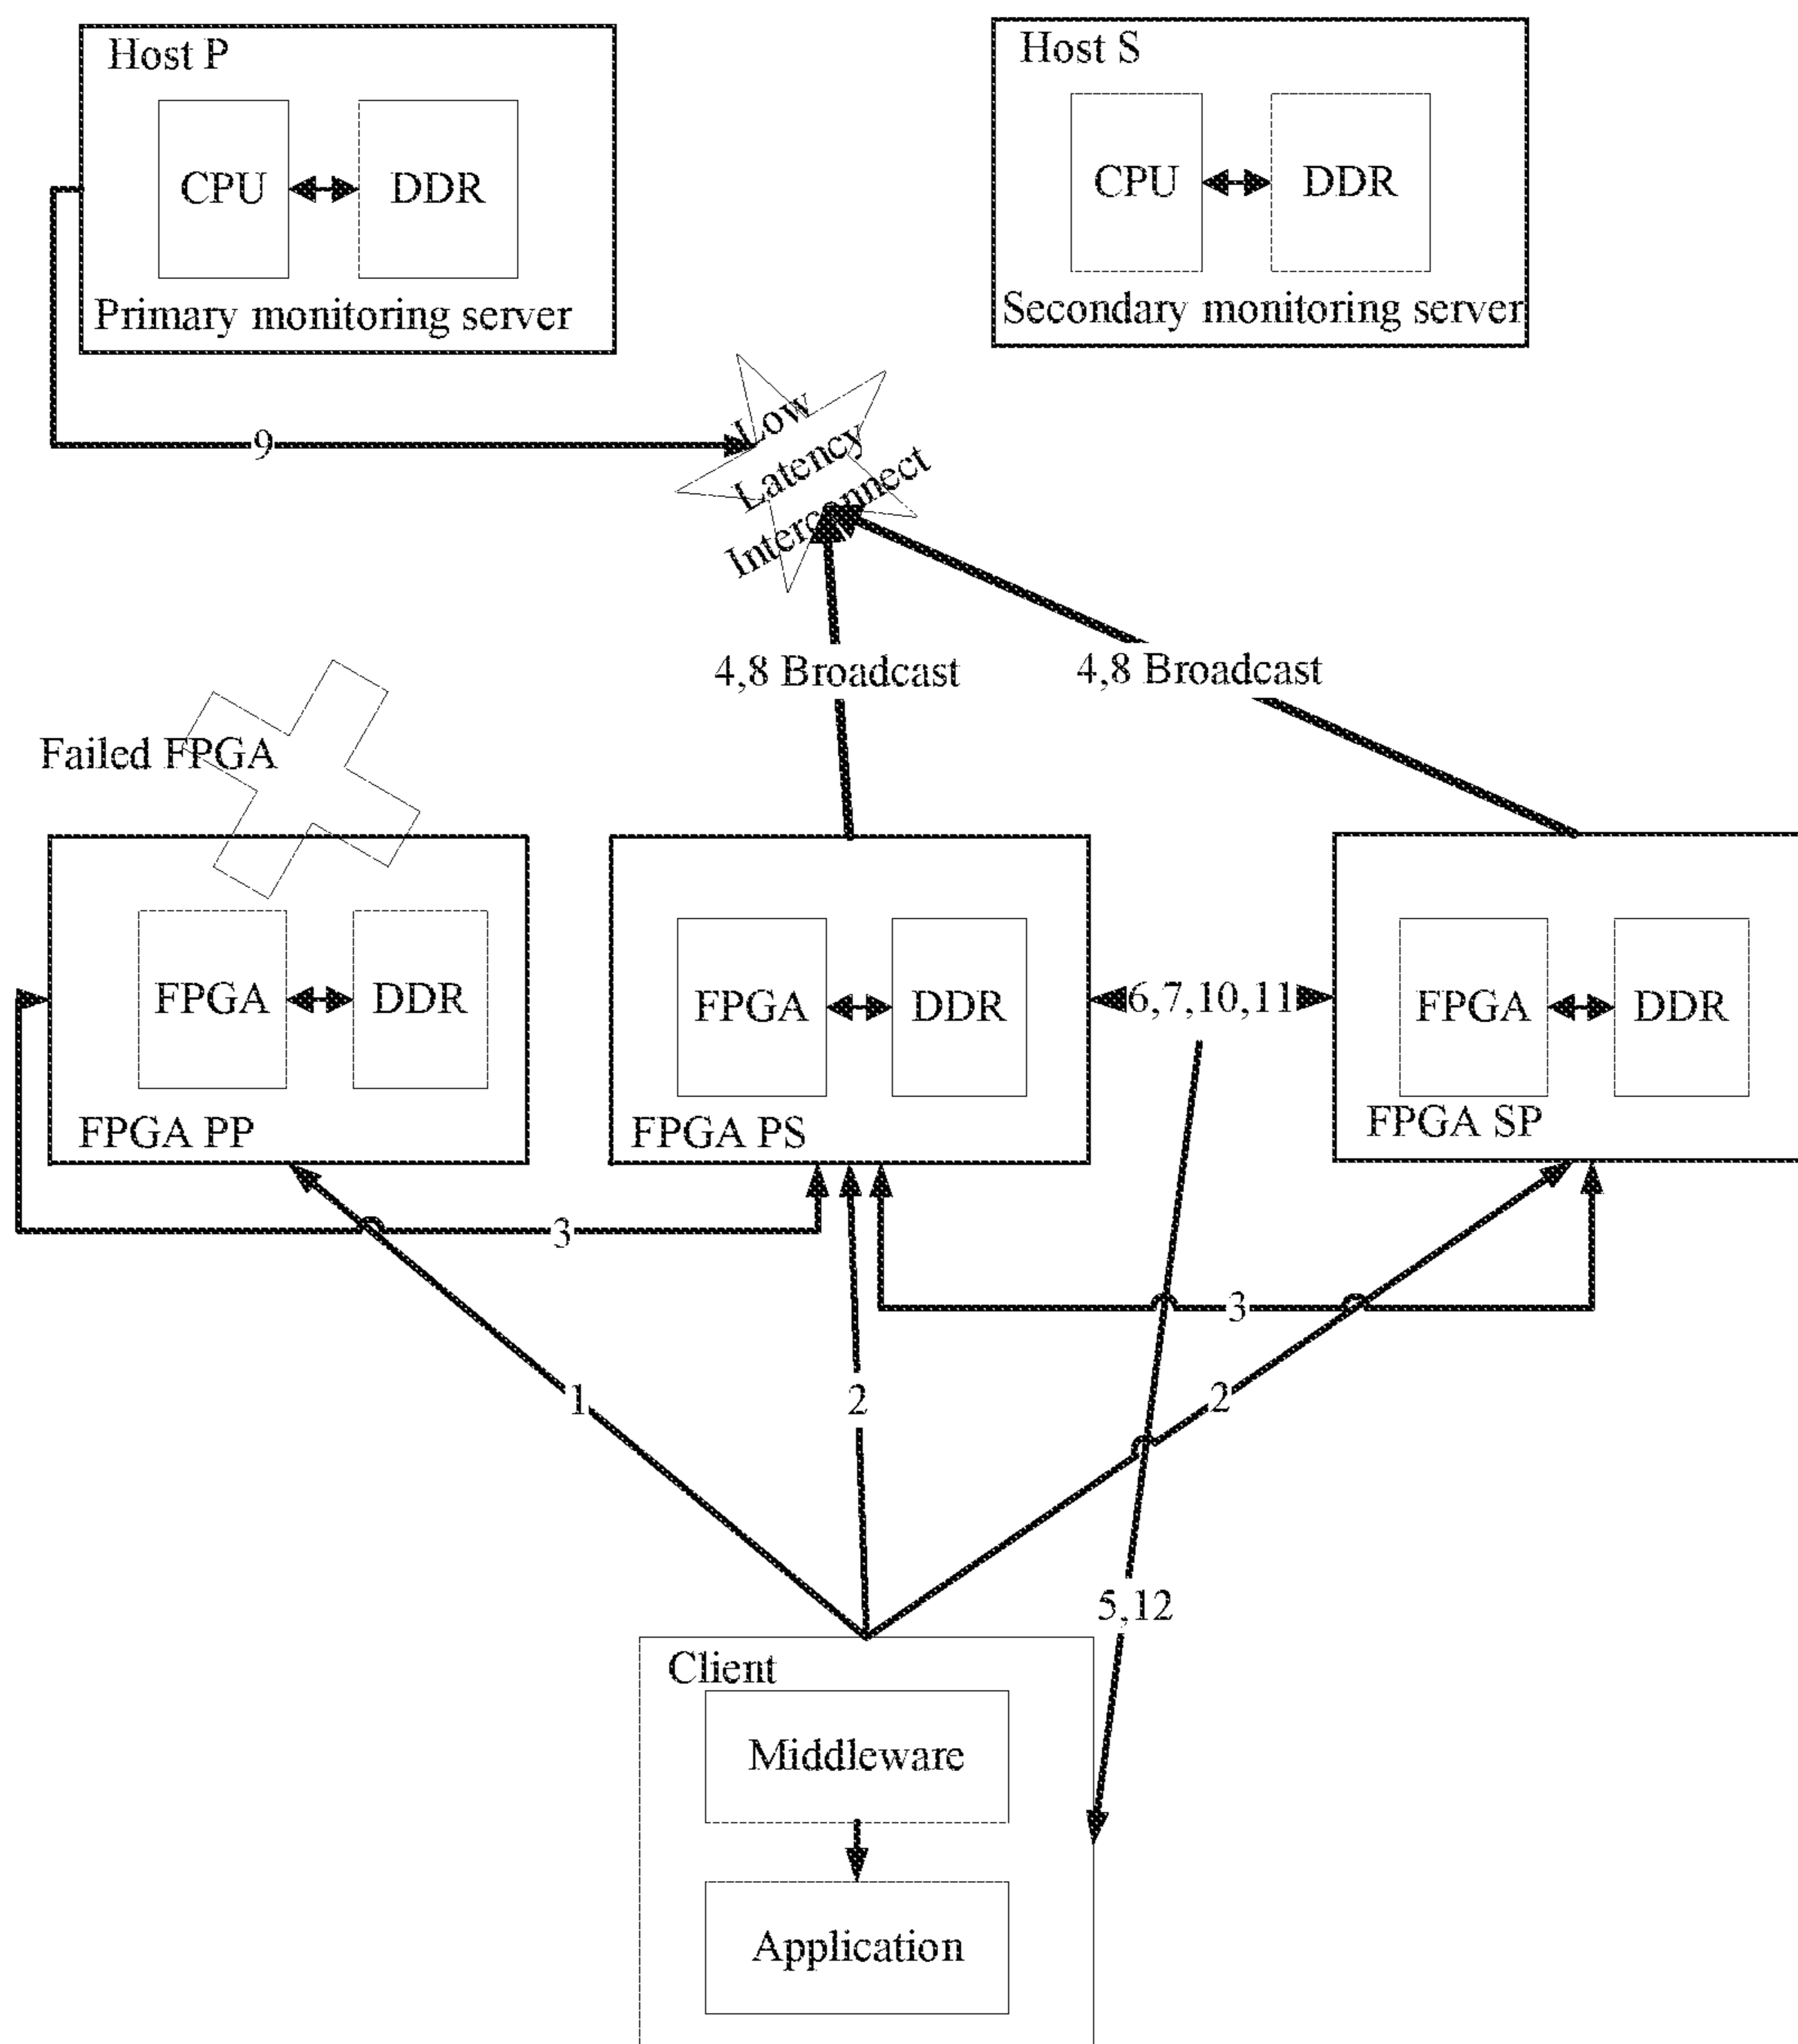 Host P
CPU
DDR
Primary monitoring server
Host S
CPU
DDR
Secondary monitoring server
9
Low
Latency
Interconnect
4,8 Broadcast
4,8 Broadcast
Failed FPGA
FPGA
DDR
FPGA PP
FPGA
DDR
FPGA PS
6,7,10,11
FPGA
DDR
FPGA SP
3
3
1
2
2
5,12
Client
Middleware
Application